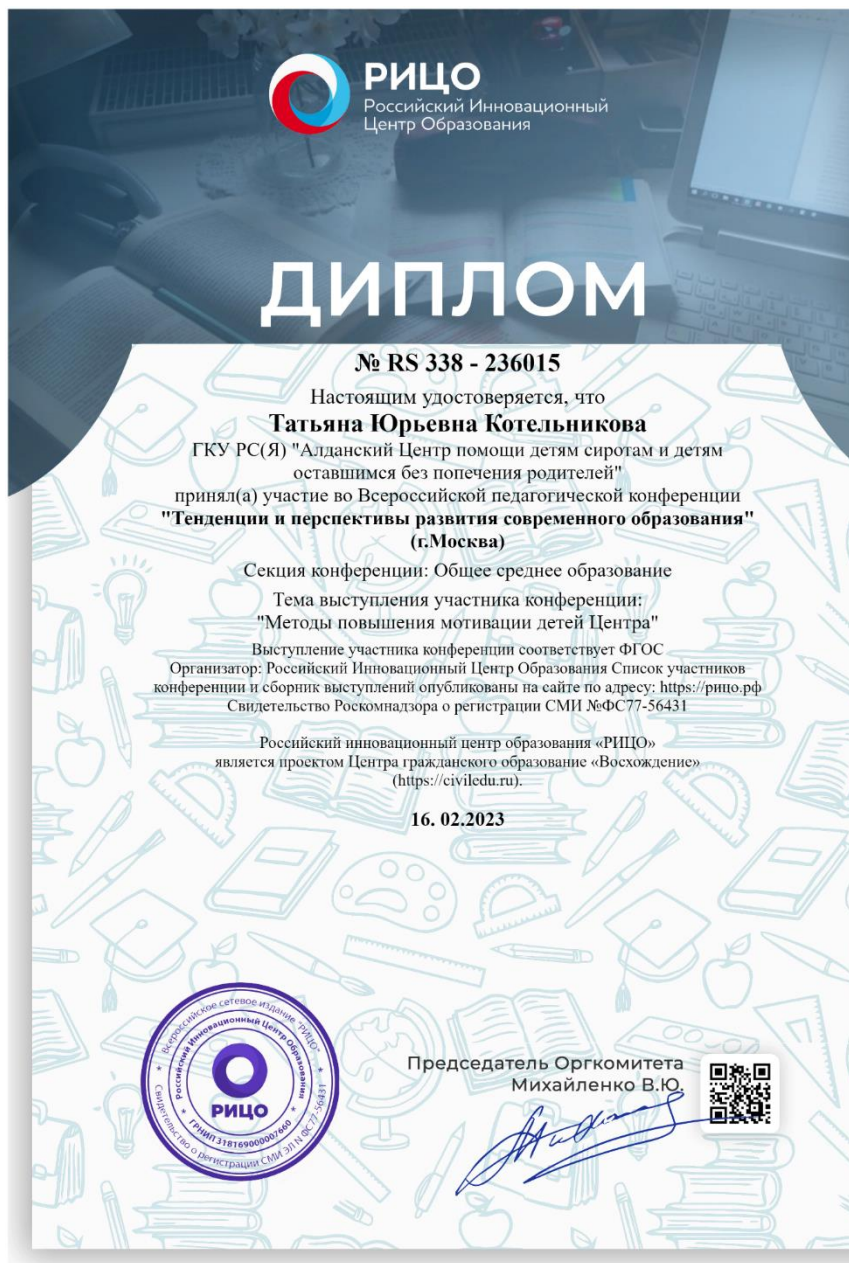 РИЦО
Российский Инновационный
Центр Образования
ДИПЛОМ
№ RS 338 - 236015
Настоящим удостоверяется, что
Татьяна Юрьевна Котельникова
ГКУ РС(Я) "Алданский Центр помощи детям сиротам и детям
оставшимся без попечения родителей"
принял(а) участие во Всероссийской педагогической конференции
"Тенденции и перспективы развития современного образования"
(г.Москва)
Секция конференции: Общее среднее образование
Тема выступления участника конференции:
"Методы повышения мотивации детей Центра"
Выступление участника конференции соответствует ФГОС
Организатор: Российский Инновационный Центр Образования Список участников
конференции и сборник выступлений опубликованы на сайте по адресу: https://рицо.рф
Свидетельство Роскомнадзора о регистрации СМИ №ФС77-56431
Российский инновационный центр образования «РИЦО»
является проектом Центра гражданского образование «Восхождение»
(https://civiledu.ru).
16. 02.2023
Всероссийское сетевое издание "РИЦО"
Свидетельство о регистрации СМИ ЭЛ N ФС77-56431
Российский Инновационный Центр Образования
ГРНИП 318169000007660
РИЦО
Председатель Оргкомитета
Михайленко В.Ю.